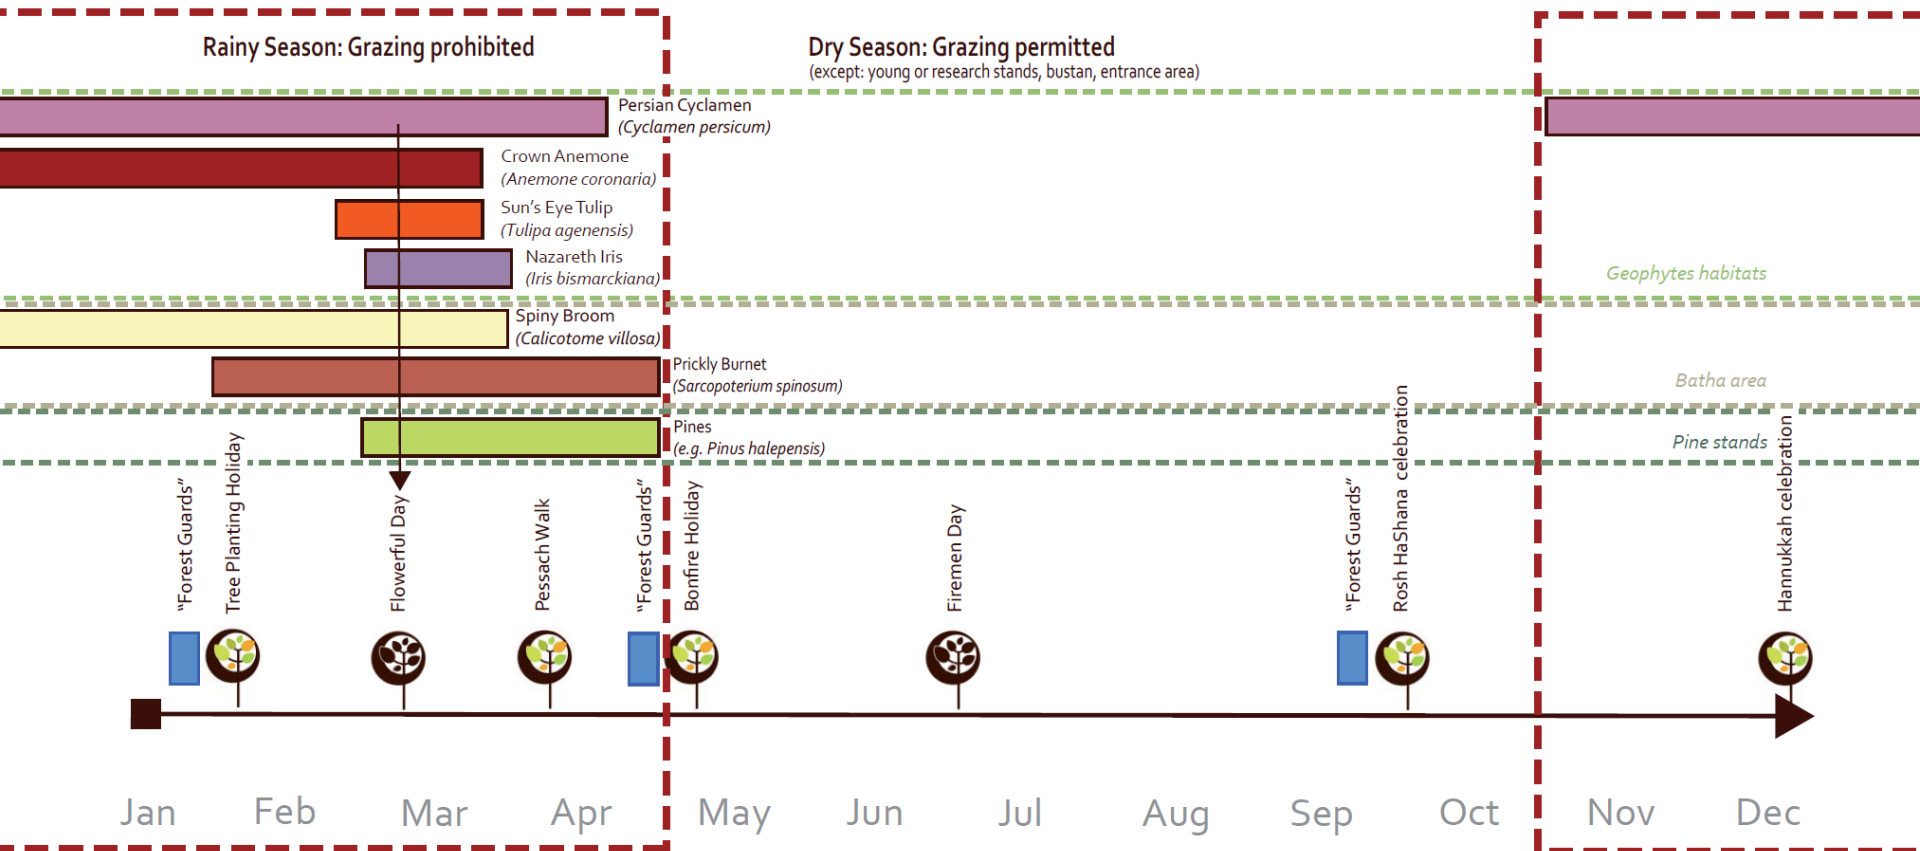 Rainy Season: Grazing prohibited
Dry Season: Grazing permitted
(except: young or research stands, bustan, entrance area)
Persian Cyclamen
(Cyclamen persicum)
Crown Anemone
(Anemone coronaria)
Sun's Eye Tulip
(Tulipa agenensis)
Nazareth Iris
(Iris bismarckiana)
Geophytes habitats
Spiny Broom
(Calicotome villosa)
Prickly Burnet
(Sarcopoterium spinosum)
Batha area
Pines
(e.g. Pinus halepensis)
Pine stands
"Forest Guards"
Tree Planting Holiday
Flowerful Day
Pessach Walk
"Forest Guards"
Bonfire Holiday
Firemen Day
"Forest Guards"
Rosh HaShana celebration
Hannukkah celebration
Jan Feb Mar Apr May Jun Jul Aug Sep Oct Nov Dec